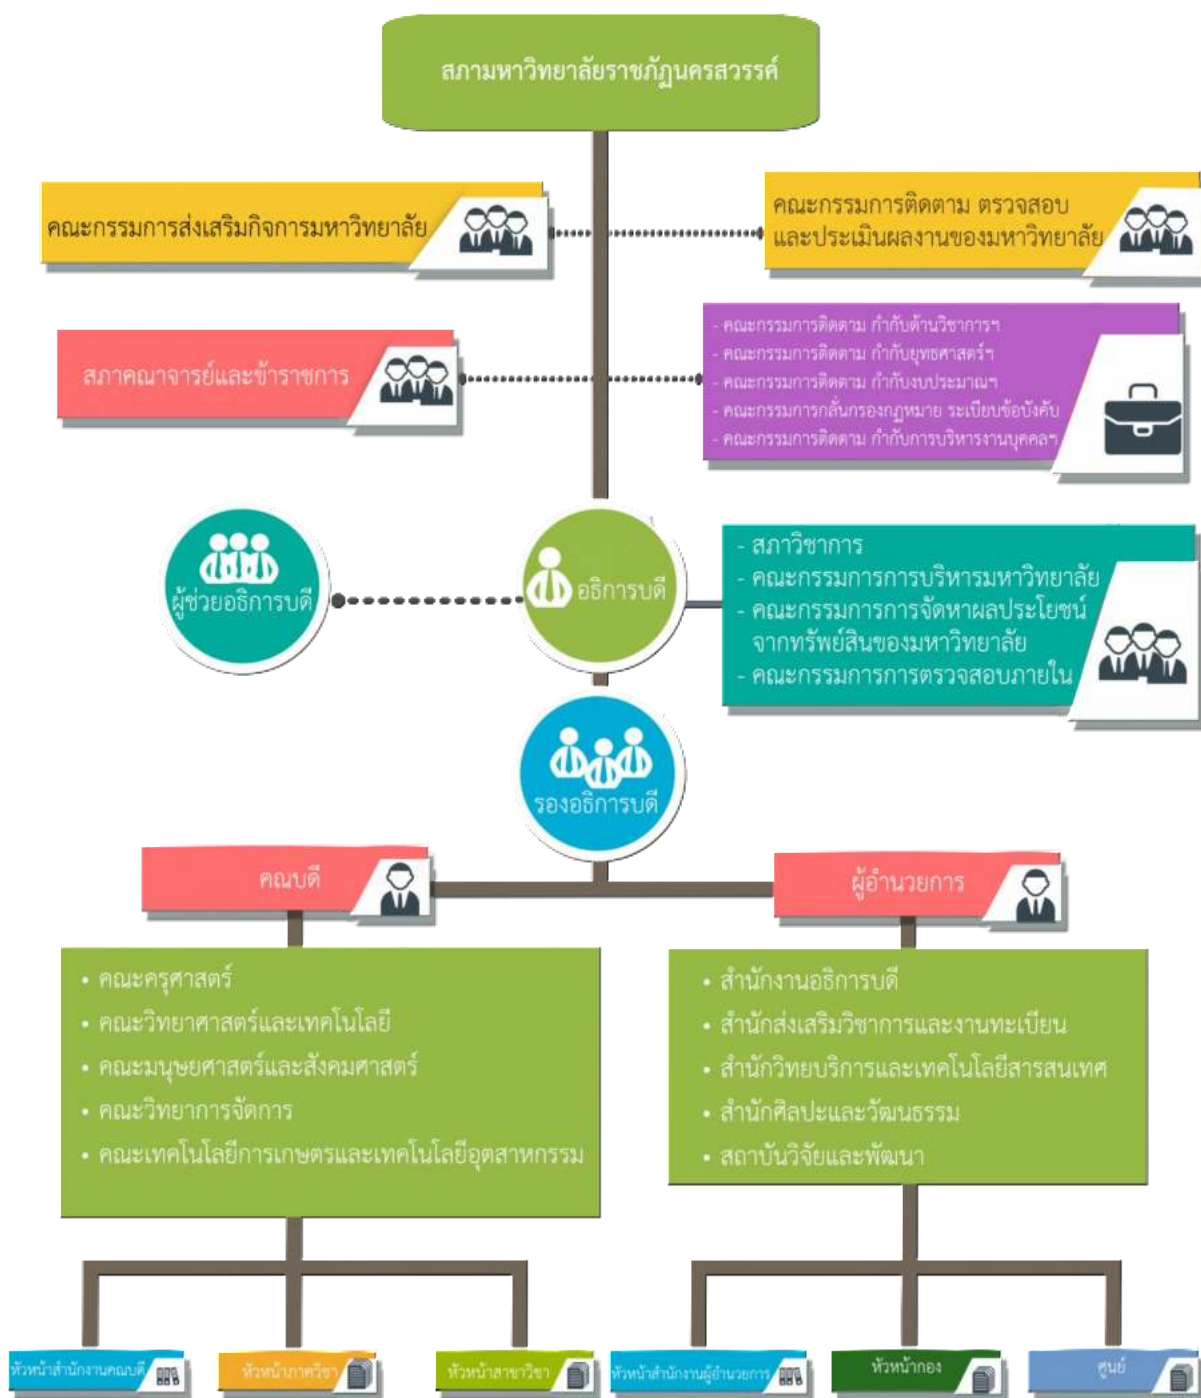 สภามหาวิทยาลัยราชภัฏนครสวรรค์
คณะกรรมการส่งเสริมกิจการมหาวิทยาลัย
คณะกรรมการติดตาม ตรวจสอบ
และประเมินผลงานของมหาวิทยาลัย
สภาคณาจารย์และข้าราชการ
- คณะกรรมการติดตาม กำกับด้านวิชาการฯ
- คณะกรรมการติดตาม กำกับยุทธศาสตร์ฯ
- คณะกรรมการติดตาม กำกับงบประมาณฯ
- คณะกรรมการกลั่นกรองกฎหมาย ระเบียบข้อบังคับ
- คณะกรรมการติดตาม กำกับการบริหารงานบุคคลฯ
ผู้ช่วยอธิการบดี
อธิการบดี
- สภาวิชาการ
- คณะกรรมการการบริหารมหาวิทยาลัย
- คณะกรรมการการจัดหาผลประโยชน์
จากทรัพย์สินของมหาวิทยาลัย
- คณะกรรมการการตรวจสอบภายใน
รองอธิการบดี
คณบดี
ผู้อำนวยการ
• คณะครุศาสตร์
• คณะวิทยาศาสตร์และเทคโนโลยี
• คณะมนุษยศาสตร์และสังคมศาสตร์
• คณะวิทยาการจัดการ
• คณะเทคโนโลยีการเกษตรและเทคโนโลยีอุตสาหกรรม
• สำนักงานอธิการบดี
• สำนักส่งเสริมวิชาการและงานทะเบียน
• สำนักวิทยบริการและเทคโนโลยีสารสนเทศ
• สำนักศิลปะและวัฒนธรรม
• สถาบันวิจัยและพัฒนา
หัวหน้าสำนักงานคณบดี
หัวหน้าภาควิชา
หัวหน้าสาขาวิชา
หัวหน้าสำนักงานผู้อำนวยการ
หัวหน้ากอง
ศูนย์